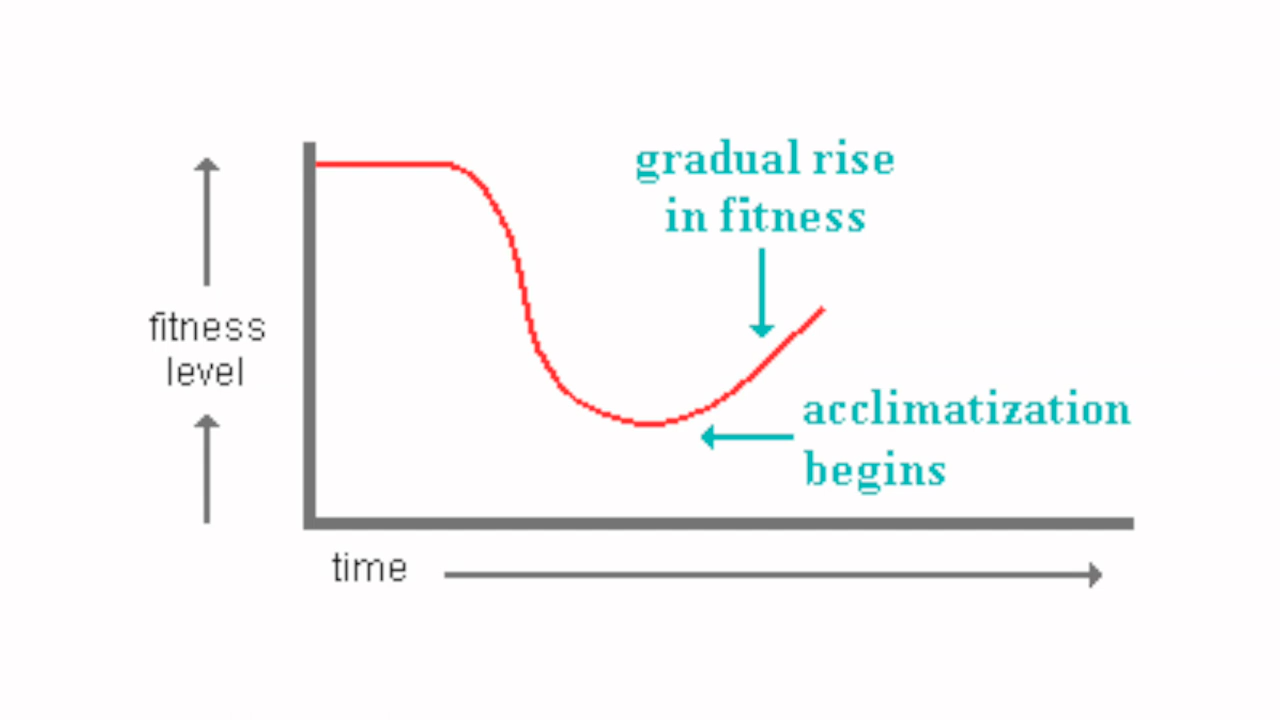 gradual rise
in fitness
fitness
level
acclimatization
begins
time